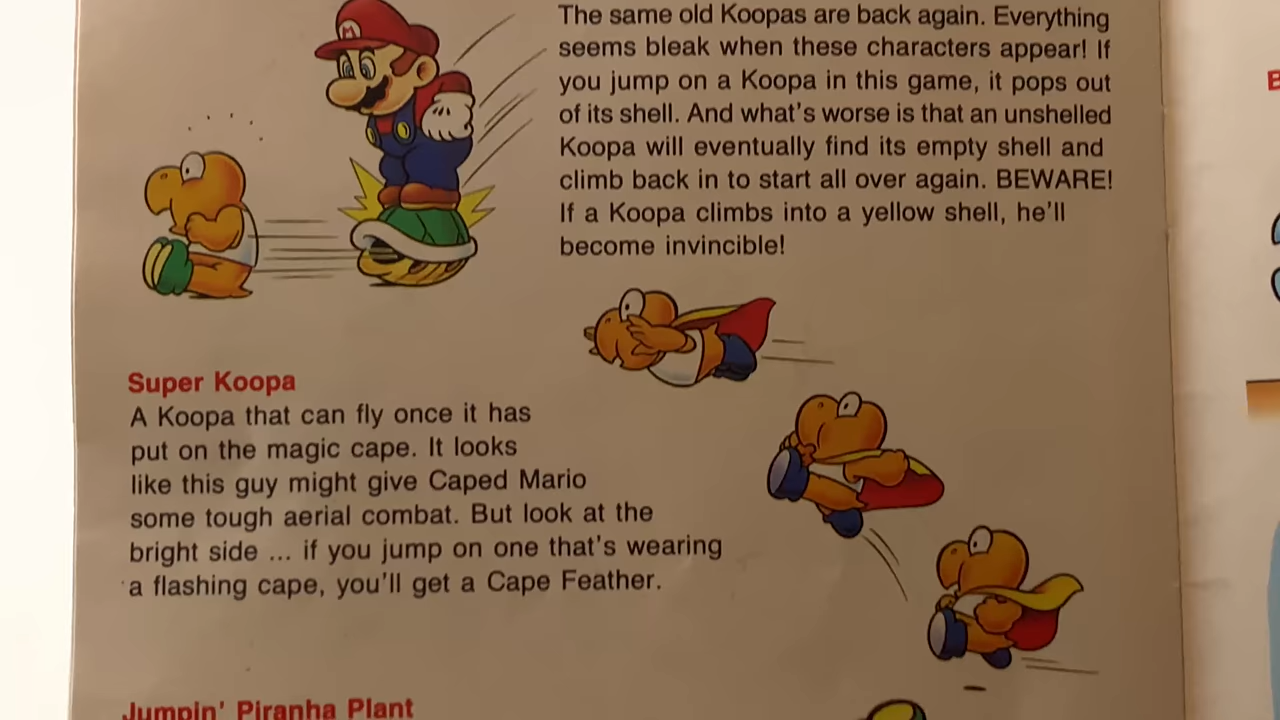 The same old Koopas are back again. Everything
seems bleak when these characters appear! If
you jump on a Koopa in this game, it pops out
of its shell. And what's worse is that an unshelled
Koopa will eventually find its empty shell and
climb back in to start all over again. BEWARE!
If a Koopa climbs into a yellow shell, he'll
become invincible!
Super Koopa
A Koopa that can fly once it has
put on the magic cape. It looks
like this guy might give Caped Mario
some tough aerial combat. But look at the
bright side ... if you jump on one that's wearing
a flashing cape, you'll get a Cape Feather.
Jumpin' Piranha Plant
M